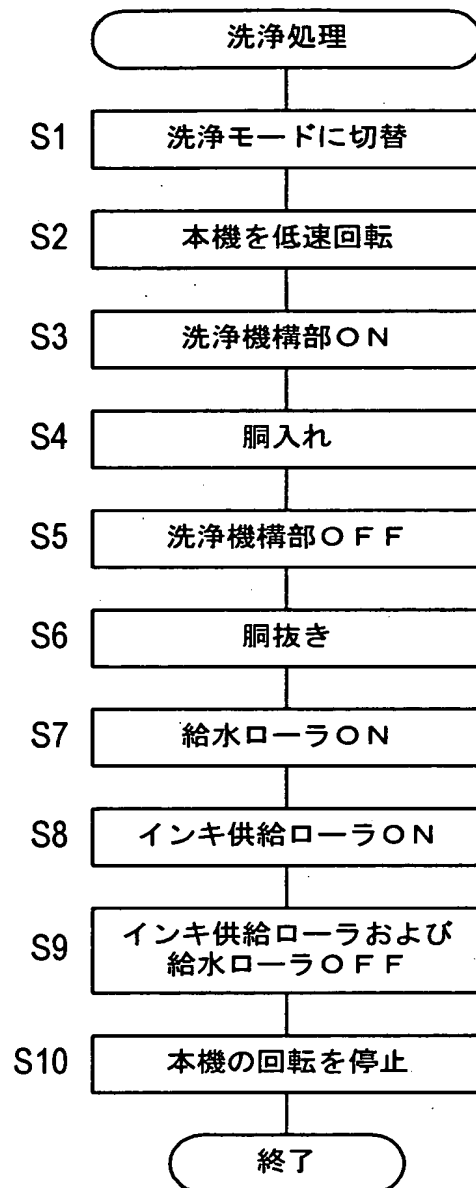 洗浄処理
S1 洗浄モードに切替
S2 本機を低速回転
S3 洗浄機構部ON
S4 胴入れ
S5 洗浄機構部OFF
S6 胴抜き
S7 給水ローラON
S8 インキ供給ローラON
S9 インキ供給ローラおよび
給水ローラOFF
S10 本機の回転を停止
終了